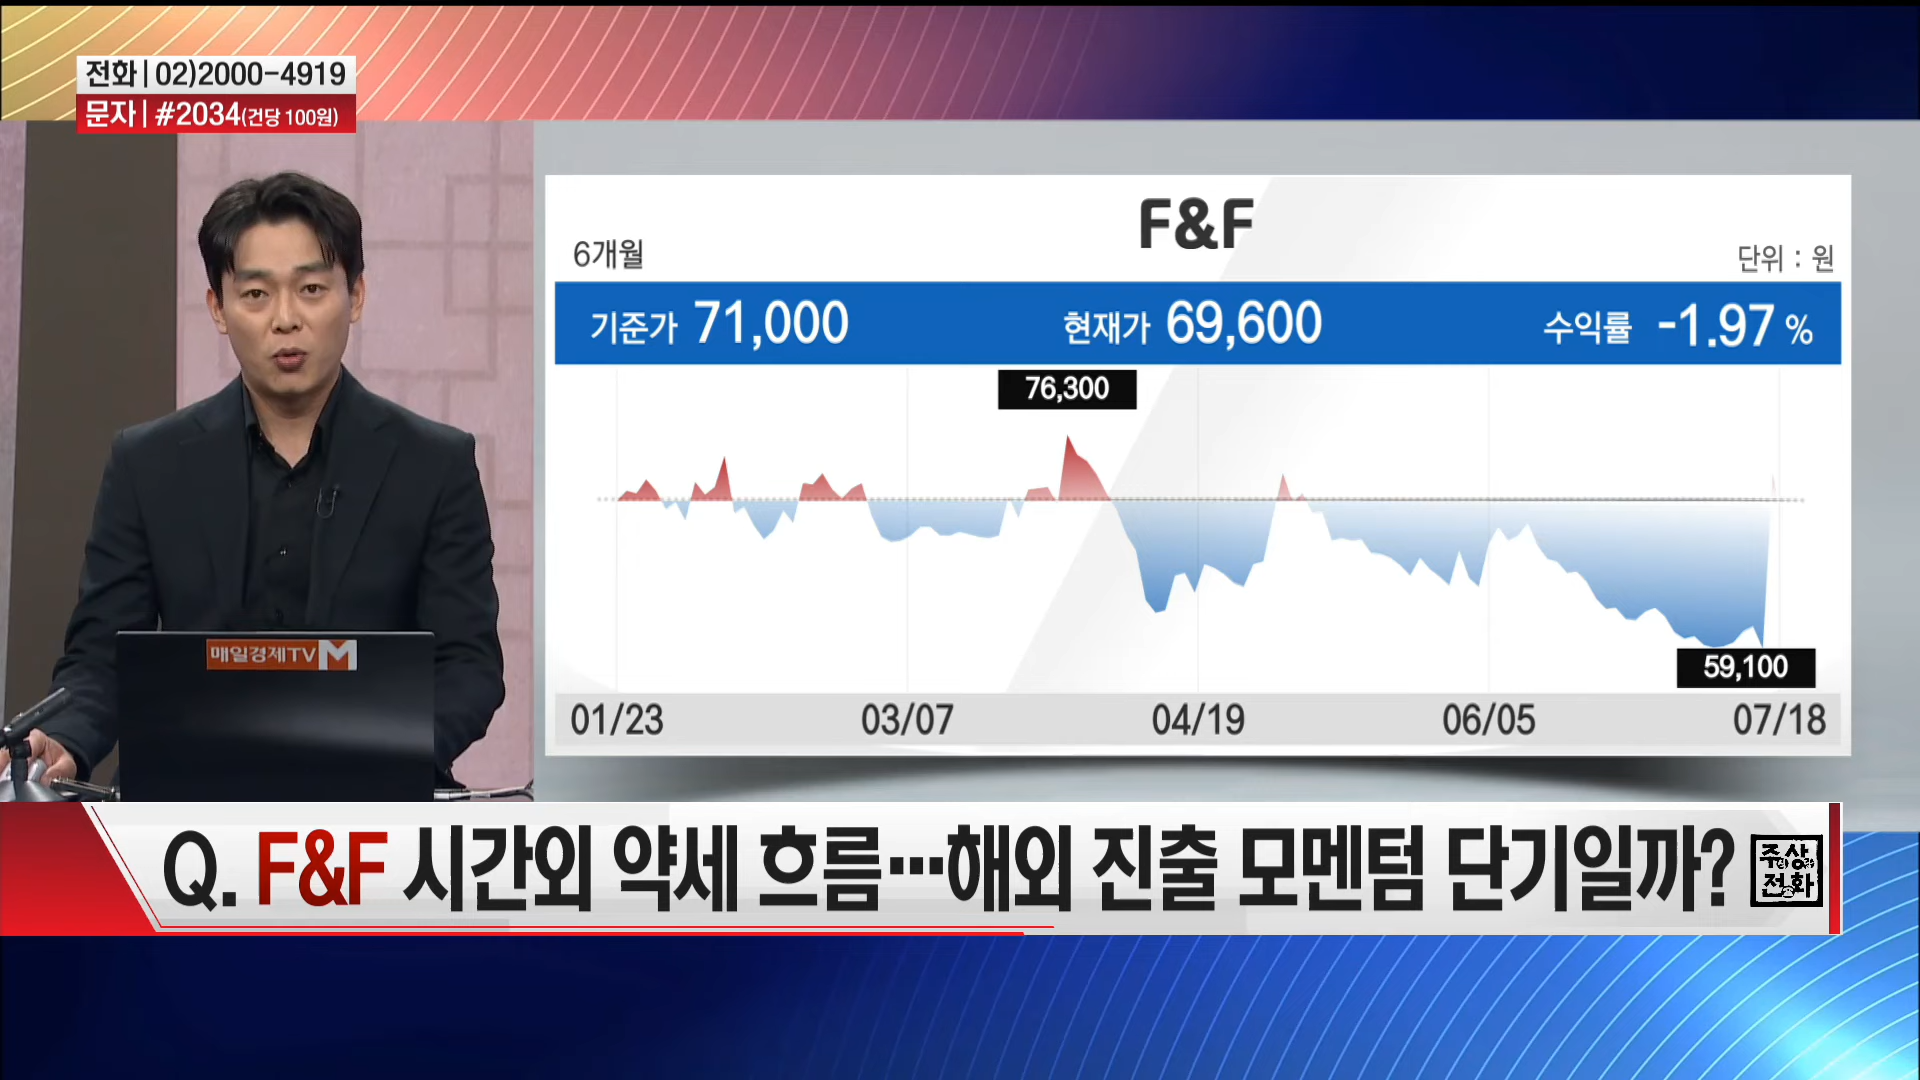 전화 | 02)2000-4919
문자 | #2034(건당 100원)
F&F
6개월
단위 : 원
기준가 71,000
현재가 69,600
수익률 -1.97 %
76,300
59,100
01/23 03/07 04/19 06/05 07/18
매일경제TV M
Q. F&F 시간외 약세 흐름…해외 진출 모멘텀 단기일까?
주상
전화